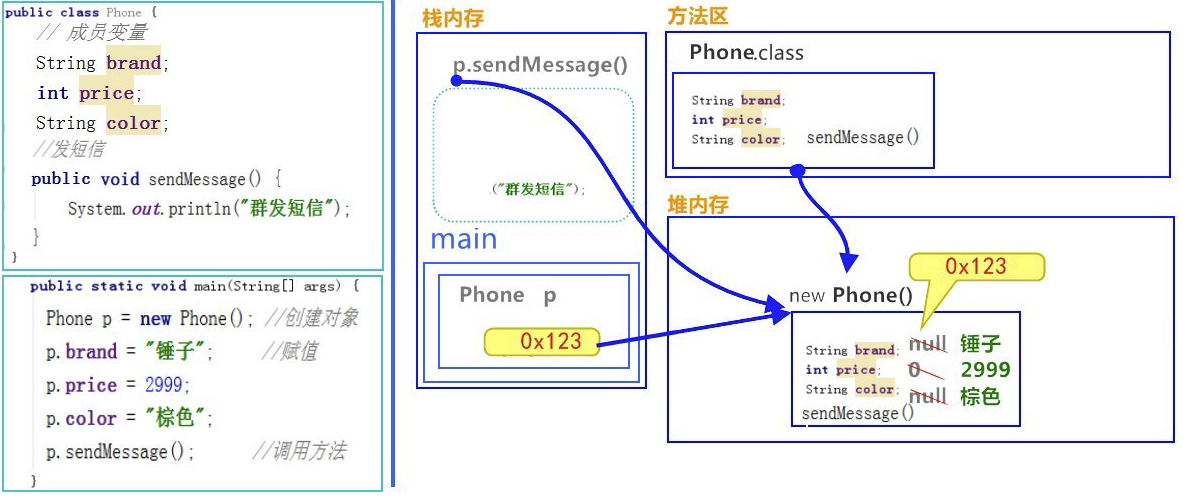 public class Phone {
// 成员变量
String brand;
int price;
String color;
//发短信
public void sendMessage() {
System.out.println("群发短信");
}
}
public static void main(String[] args) {
Phone p = new Phone(); //创建对象
p.brand = "锤子"; //赋值
p.price = 2999;
p.color = "棕色";
p.sendMessage(); //调用方法
}
栈内存
p.sendMessage()
("群发短信");
main
Phone p
0x123
方法区
Phone.class
String brand;
int price;
String color; sendMessage()
堆内存
0x123
new Phone()
String brand; null 锤子
int price; 0 2999
String color; null 棕色
sendMessage()